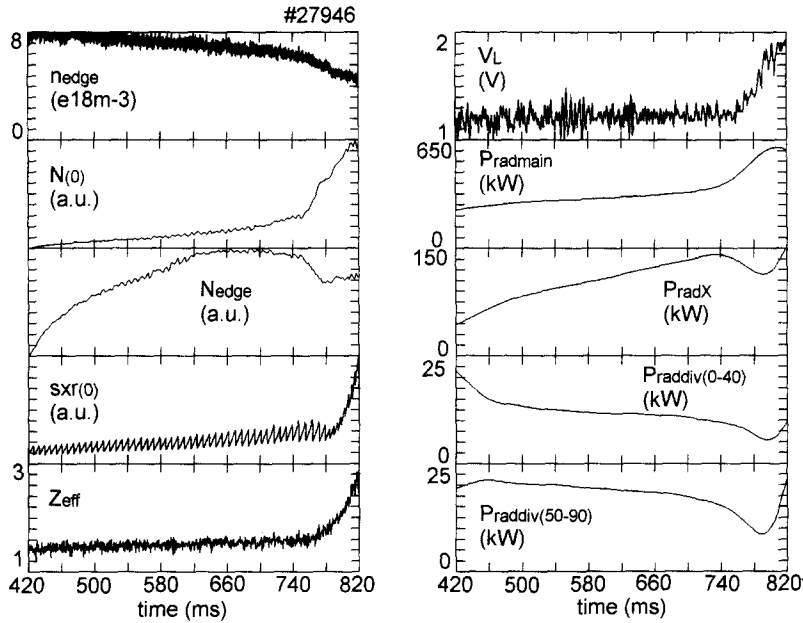 #27946
8
nedge
(e18m-3)
0
N(0)
(a.u.)
Nedge
(a.u.)
sxr(0)
(a.u.)
3
Zeff
1
420 500 580 660 740 820
time (ms)
2
VL
(V)
1
650
Pradmain
(kW)
0
150
PradX
(kW)
0
25
Praddiv(0-40)
(kW)
0
25
Praddiv(50-90)
(kW)
0
420 500 580 660 740 820
time (ms)